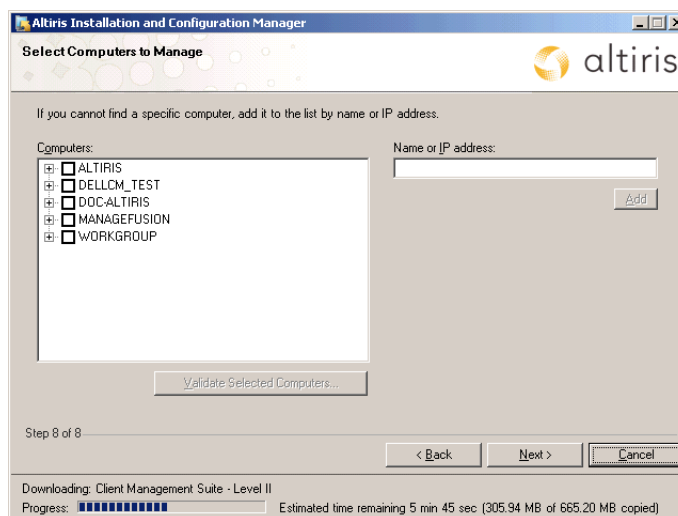 Altiris Installation and Configuration Manager
Select Computers to Manage
altiris
If you cannot find a specific computer, add it to the list by name or IP address.
Computers: Name or IP address:
ALTIRIS
DELLCM_TEST
DOC-ALTIRIS
MANAGEFUSION
WORKGROUP
Add
Validate Selected Computers...
Step 8 of 8
< Back Next > Cancel
Downloading: Client Management Suite - Level II
Progress: Estimated time remaining 5 min 45 sec (305.94 MB of 665.20 MB copied)